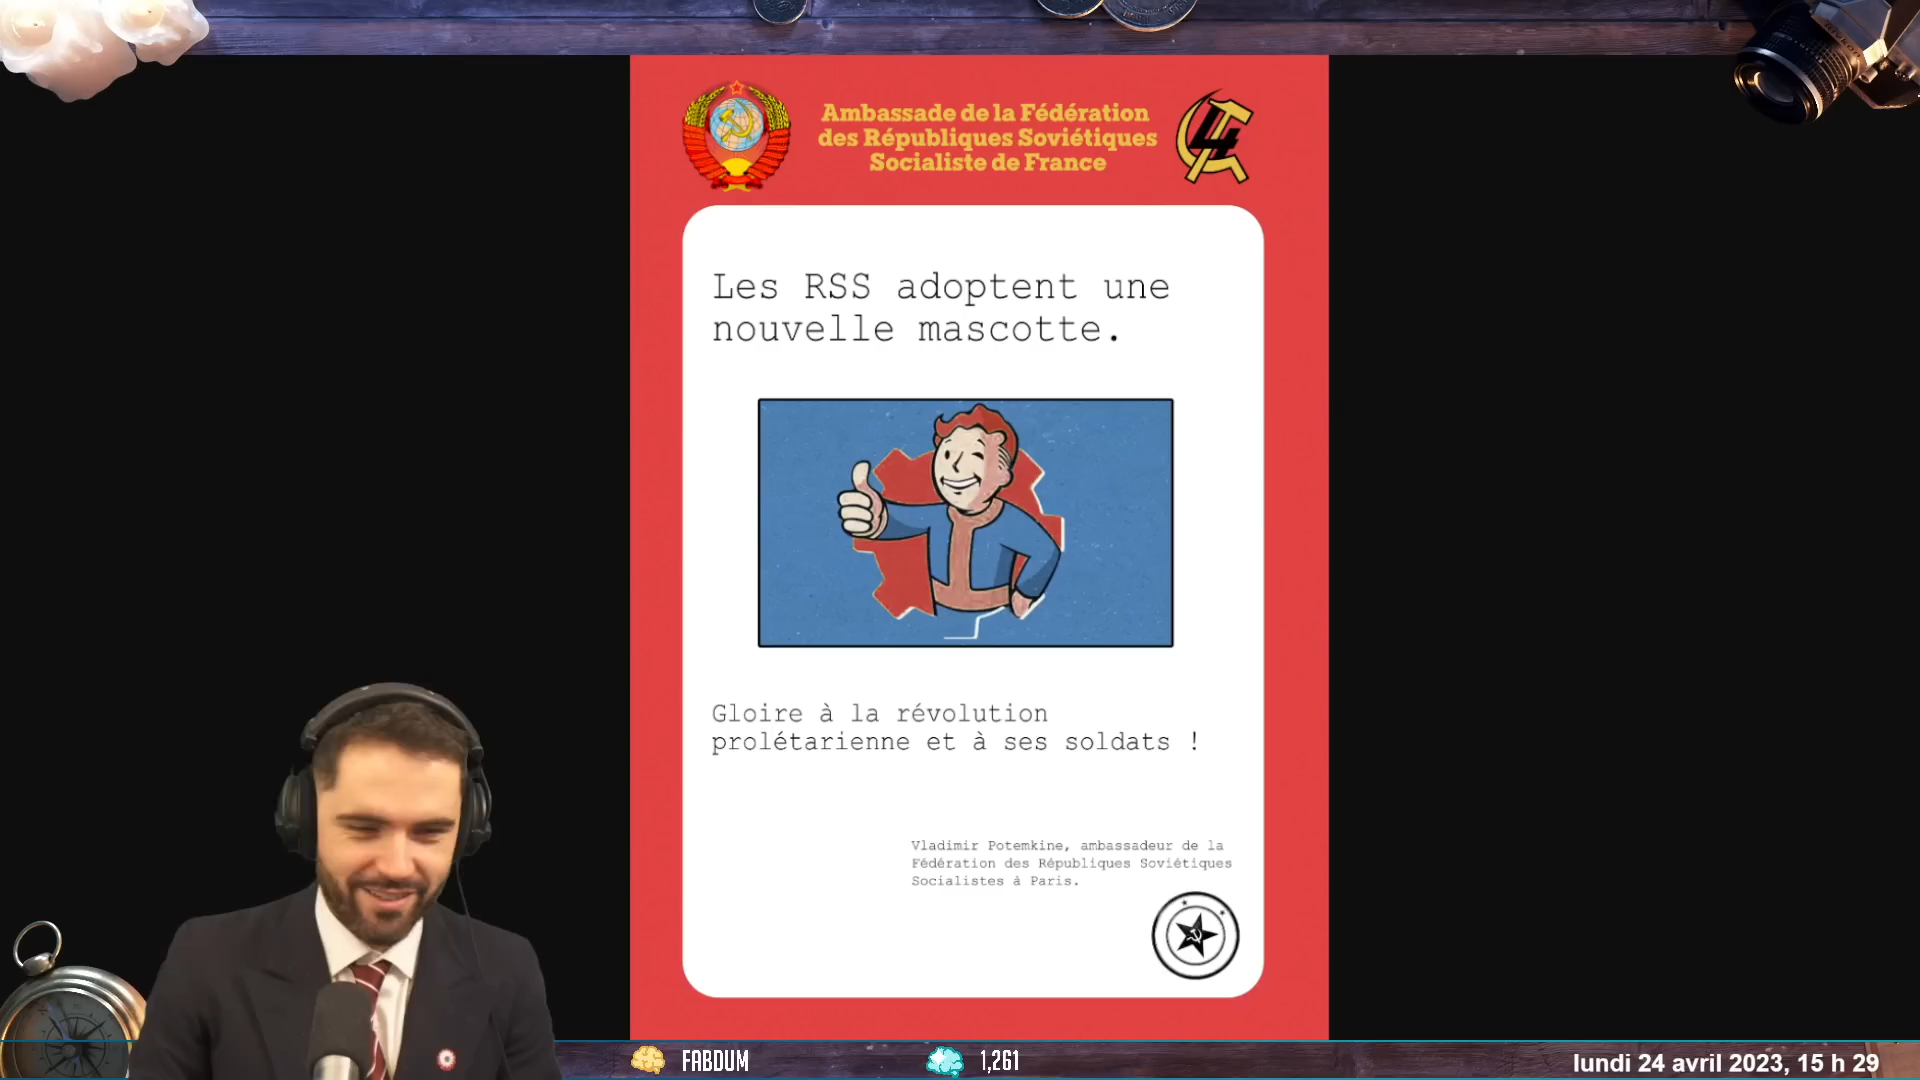 Ambassade de la Fédération
des Républiques Soviétiques
Socialiste de France
4
Les RSS adoptent une
nouvelle mascotte.
Gloire à la révolution
prolétarienne et à ses soldats !
Vladimir Potemkine, ambassadeur de la
Fédération des Républiques Soviétiques
Socialistes à Paris.
FABDUM
1,261
lundi 24 avril 2023, 15 h 29